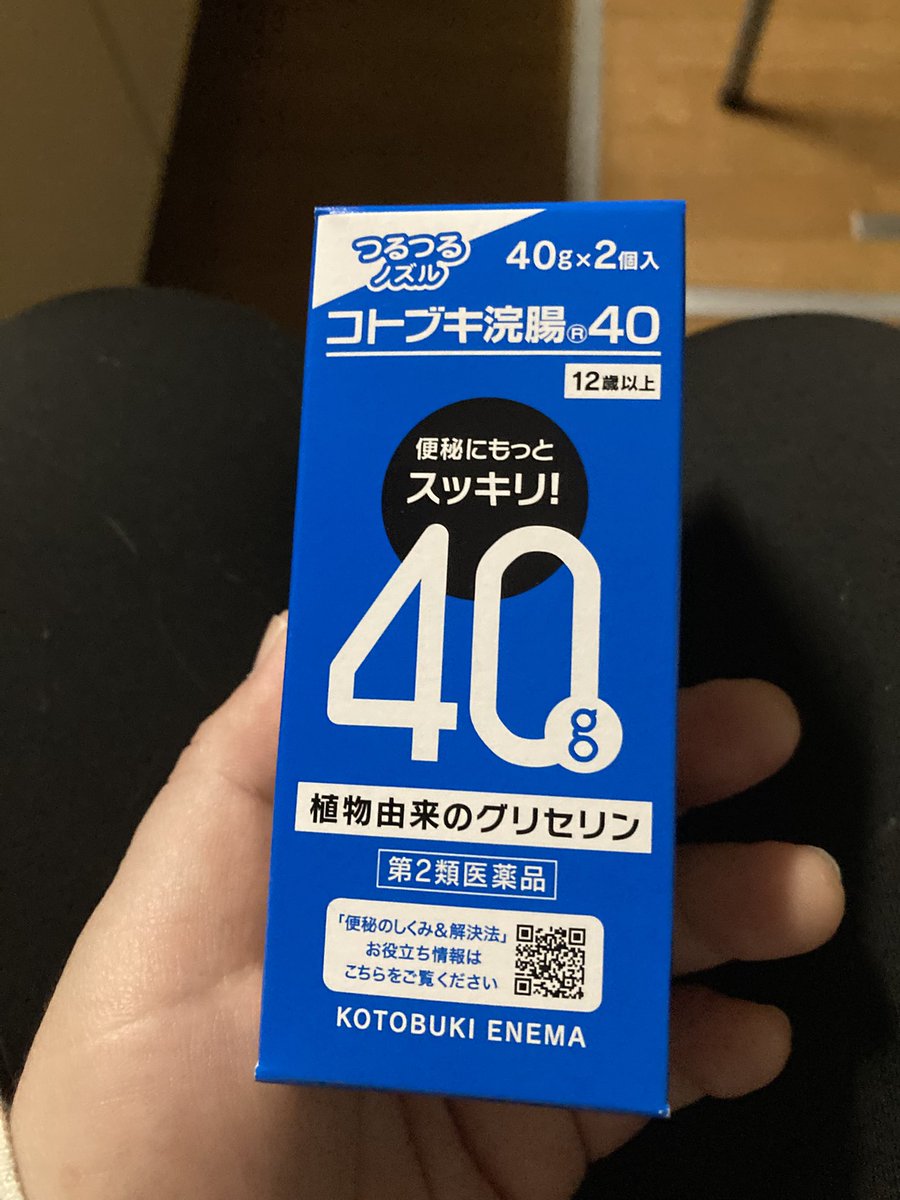 つるつる
ノズル
40g×2個入
コトブキ浣腸®40
12歳以上
便秘にもっと
スッキリ!
40g
植物由来のグリセリン
第2類医薬品
「便秘のしくみ&解決法」
お役立ち情報は
こちらをご覧ください
KOTOBUKI ENEMA